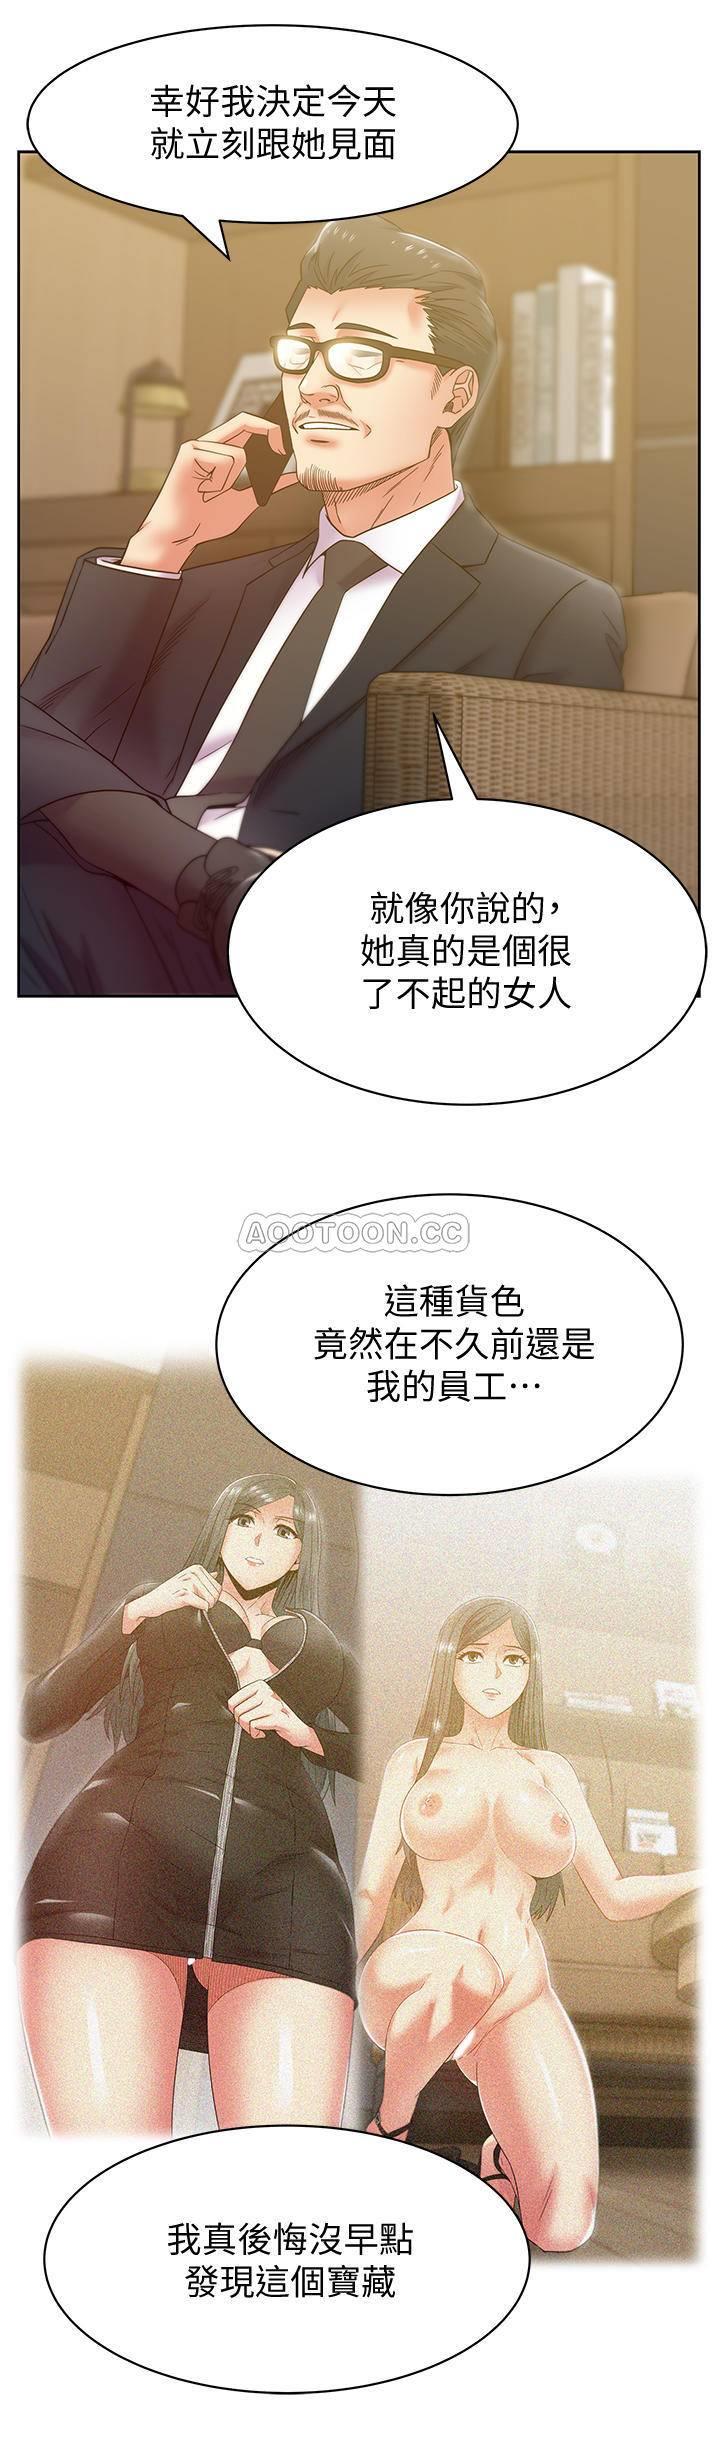 幸好我決定今天
就立刻跟她見面
就像你說的，
她真的是個很
了不起的女人
AOOTOON.CC
這種貨色
竟然在不久前還是
我的員工…
我真後悔沒早點
發現這個寶藏